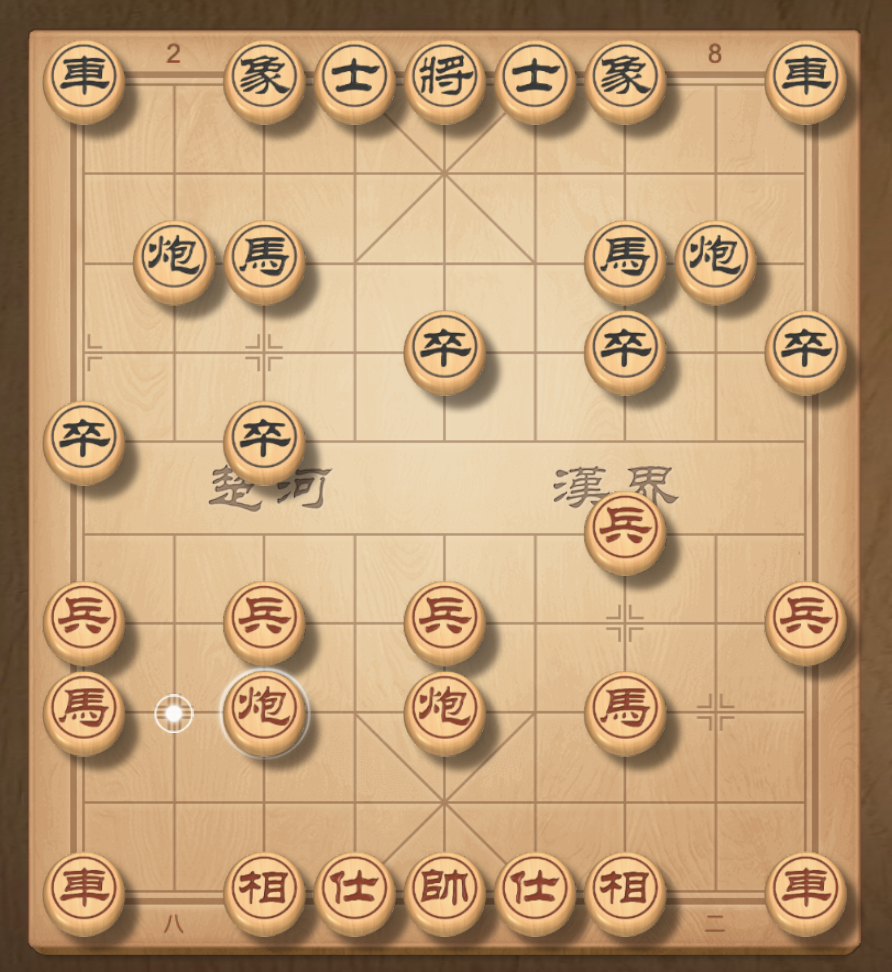 2 8
車 象 士 將 士 象 車
炮 馬 馬 炮
卒 卒 卒
卒 卒
楚 河 漢 界
兵
兵 兵 兵 兵
馬 炮 炮 馬
車 相 仕 帥 仕 相 車
八 二